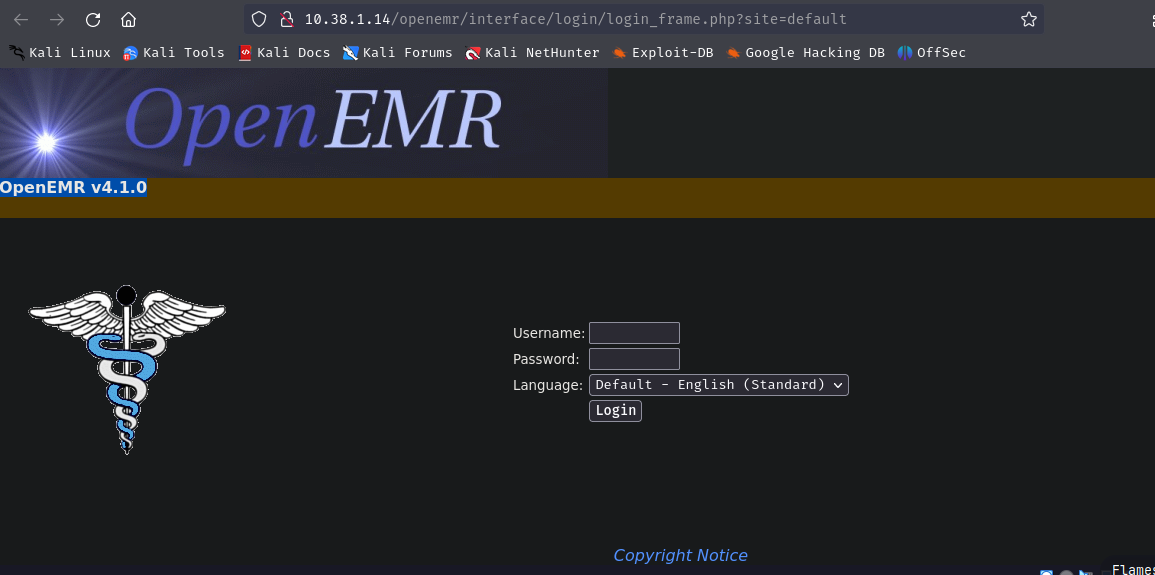 10.38.1.14/openemr/interface/login/login_frame.php?site=default
Kali Linux Kali Tools Kali Docs Kali Forums Kali NetHunter Exploit-DB Google Hacking DB OffSec
OpenEMR
OpenEMR v4.1.0
Username:
Password:
Language: Default - English (Standard)
Login
Copyright Notice
Flames